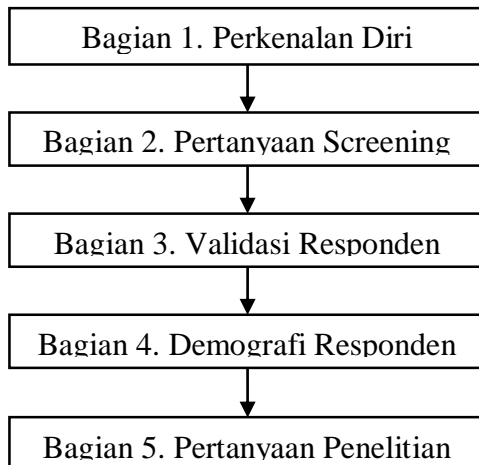 Bagian 1. Perkenalan Diri
Bagian 2. Pertanyaan Screening
Bagian 3. Validasi Responden
Bagian 4. Demografi Responden
Bagian 5. Pertanyaan Penelitian